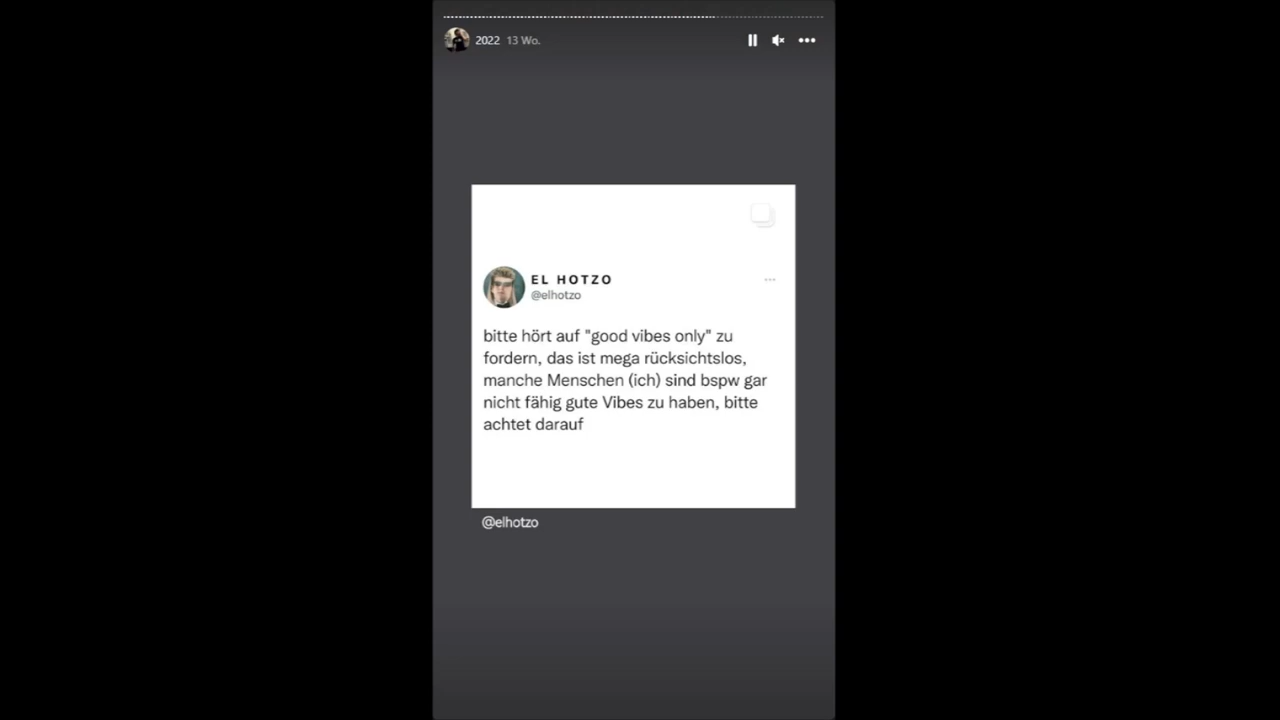 2022 13 Wo.
EL HOTZO
@elhotzo
bitte hört auf "good vibes only" zu
fordern, das ist mega rücksichtslos,
manche Menschen (ich) sind bspw gar
nicht fähig gute Vibes zu haben, bitte
achtet darauf
@elhotzo